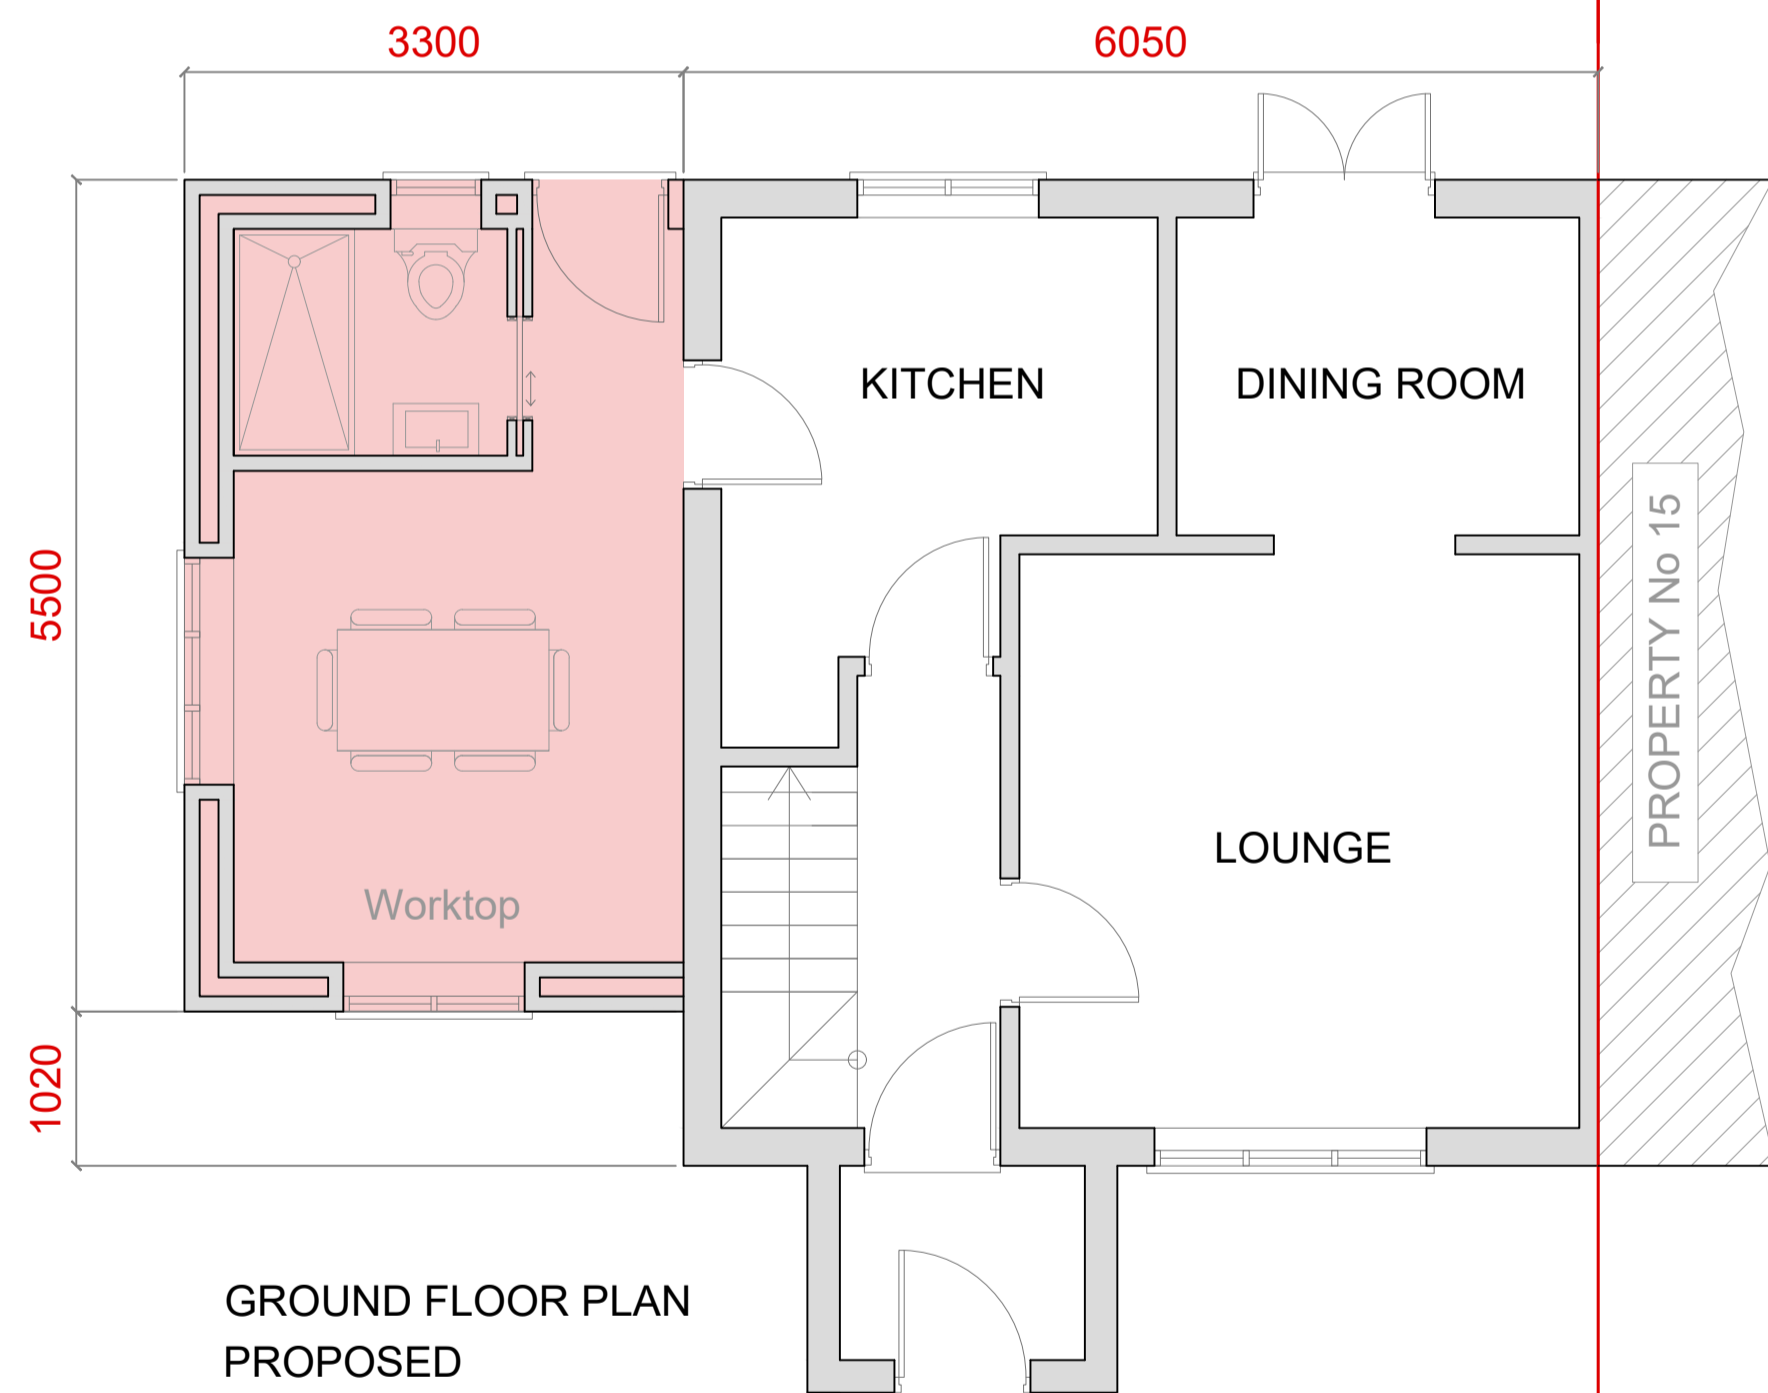 3300
6050
KITCHEN
DINING ROOM
PROPERTY No 15
5500
LOUNGE
Worktop
1020
GROUND FLOOR PLAN
PROPOSED